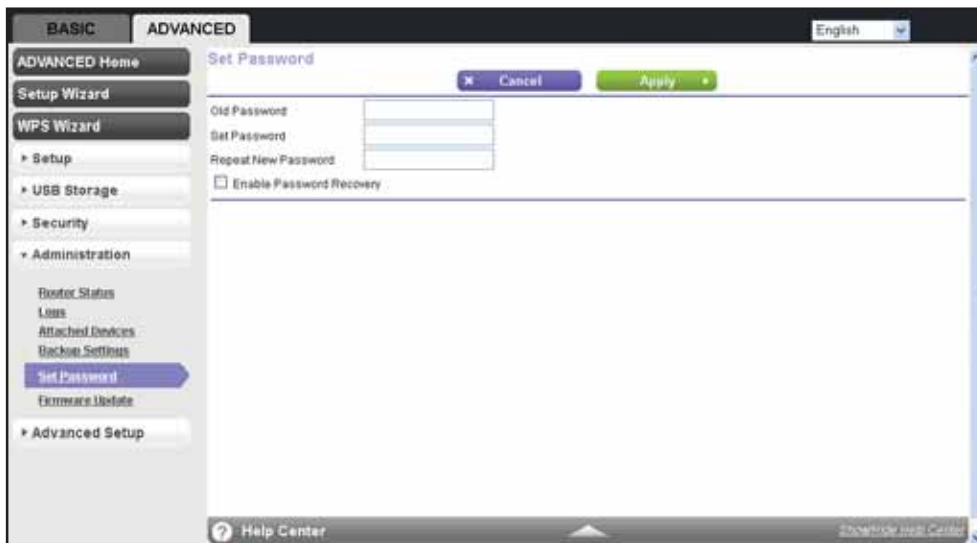 BASIC
ADVANCED
English
ADVANCED Home
Setup Wizard
WPS Wizard
Setup
USB Storage
Security
Administration
Router Status
Logs
Attached Devices
Backup Settings
Set Password
Firmware Update
Advanced Setup
Set Password
X Cancel
Apply
Old Password
Set Password
Repeat New Password
Enable Password Recovery
? Help Center
Show/Hide Help Center